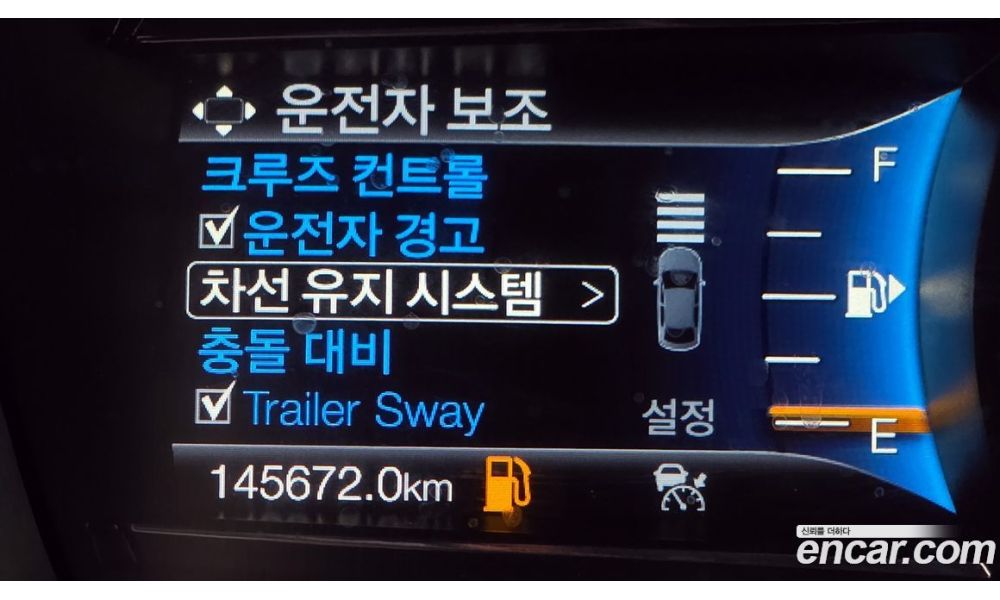 운전자 보조
크루즈 컨트롤
운전자 경고
차선 유지 시스템 >
충돌 대비
Trailer Sway
설정
F
E
145672.0km
신뢰를 더하다
encar.com